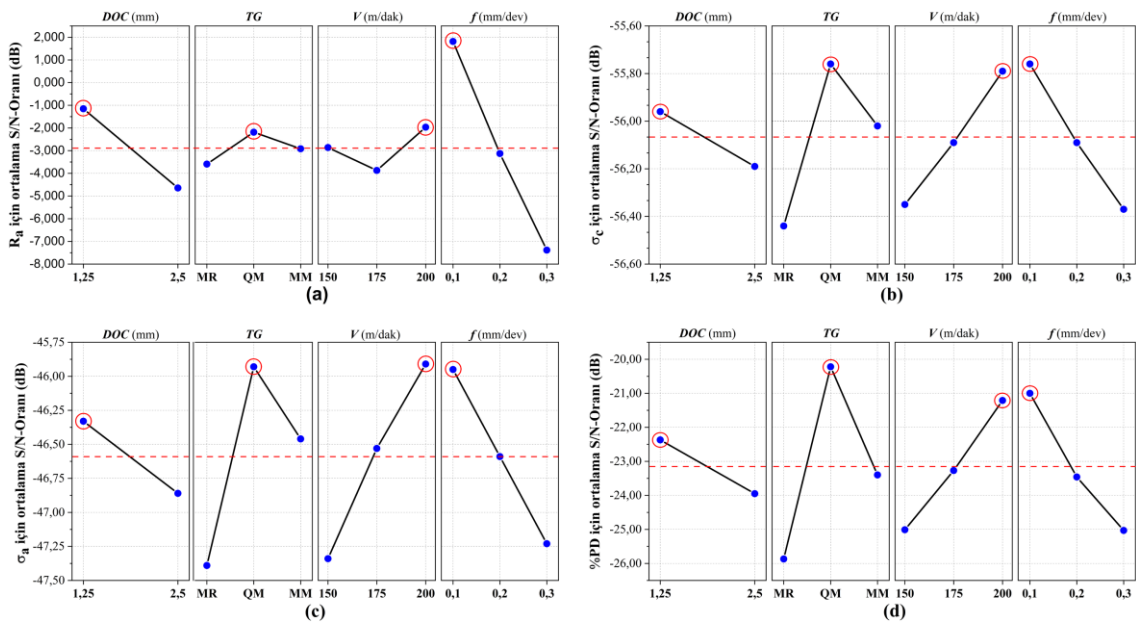 DOC (mm) TG V (m/dak) f (mm/dev)
R_a için ortalama S/N-Oranı (dB)
2,000
1,000
0,000
-1,000
-2,000
-3,000
-4,000
-5,000
-6,000
-7,000
-8,000
1,25 2,5 MR QM MM 150 175 200 0,1 0,2 0,3
(a)
DOC (mm) TG V (m/dak) f (mm/dev)
σ_c için ortalama S/N-Oranı (dB)
-55,60
-55,80
-56,00
-56,20
-56,40
-56,60
1,25 2,5 MR QM MM 150 175 200 0,1 0,2 0,3
(b)
DOC (mm) TG V (m/dak) f (mm/dev)
σ_a için ortalama S/N-Oranı (dB)
-45,75
-46,00
-46,25
-46,50
-46,75
-47,00
-47,25
-47,50
1,25 2,5 MR QM MM 150 175 200 0,1 0,2 0,3
(c)
DOC (mm) TG V (m/dak) f (mm/dev)
%PD için ortalama S/N-Oranı (dB)
-20,00
-21,00
-22,00
-23,00
-24,00
-25,00
-26,00
1,25 2,5 MR QM MM 150 175 200 0,1 0,2 0,3
(d)